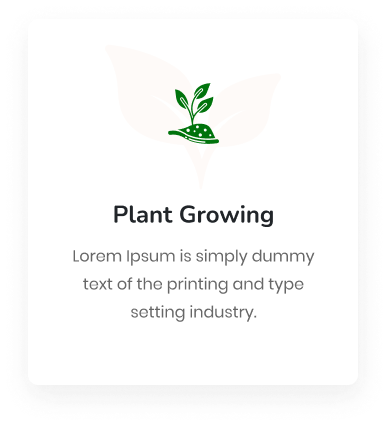 Plant Growing
Lorem Ipsum is simply dummy
text of the printing and type
setting industry.